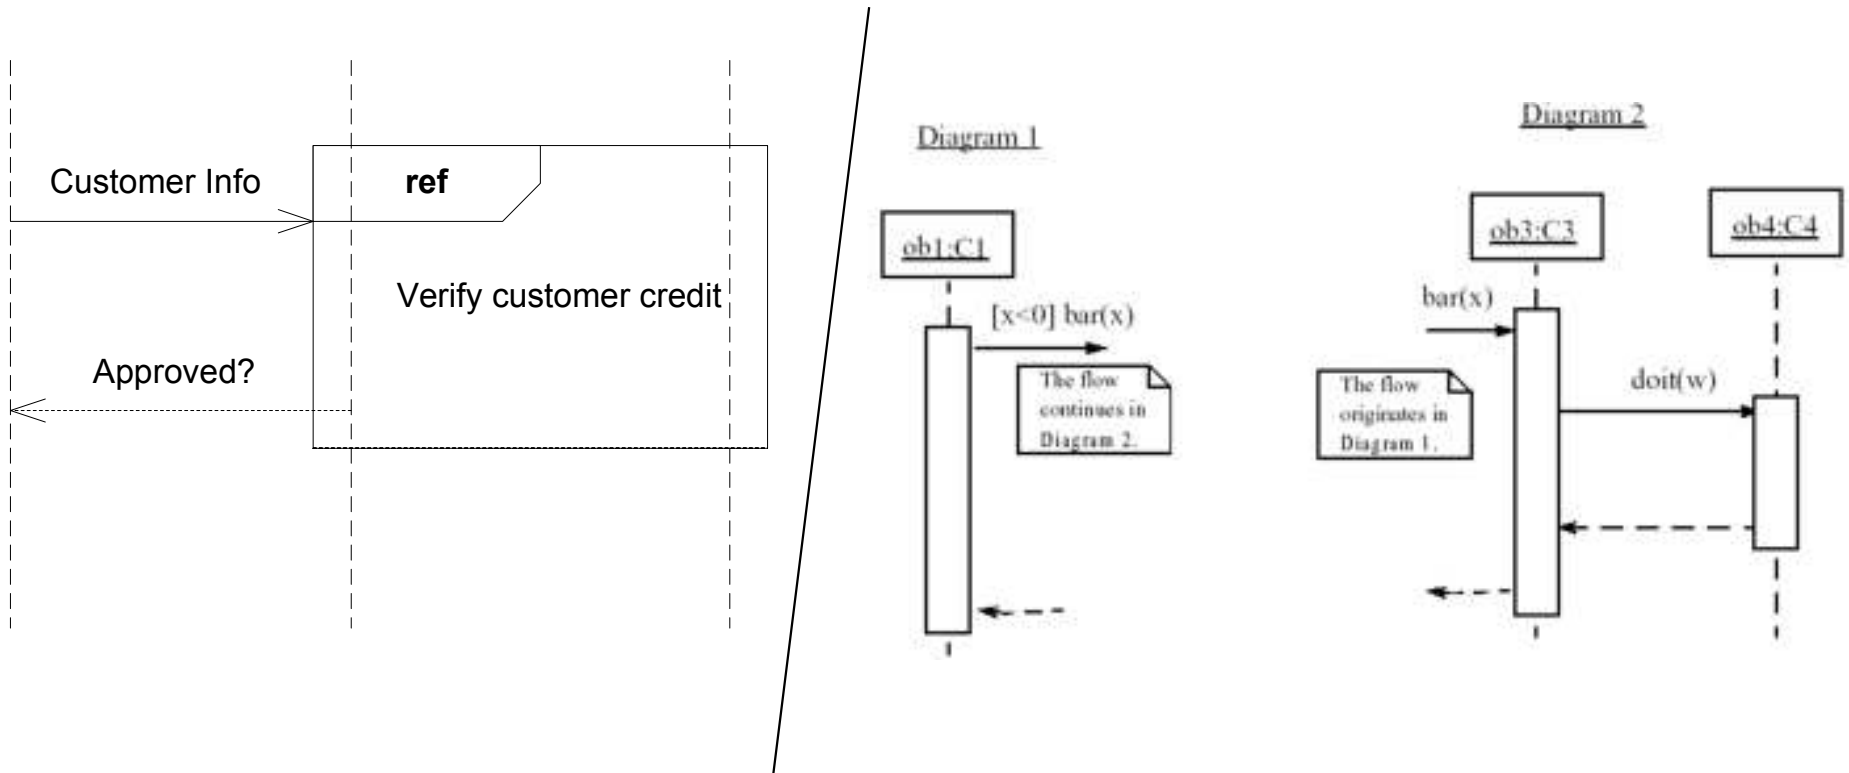 Customer Info
ref
Verify customer credit
Approved?
Diagram 1
ob1:C1
[x<0] bar(x)
The flow
continues in
Diagram 2.
Diagram 2
ob3:C3
ob4:C4
bar(x)
The flow
originates in
Diagram 1.
doit(w)